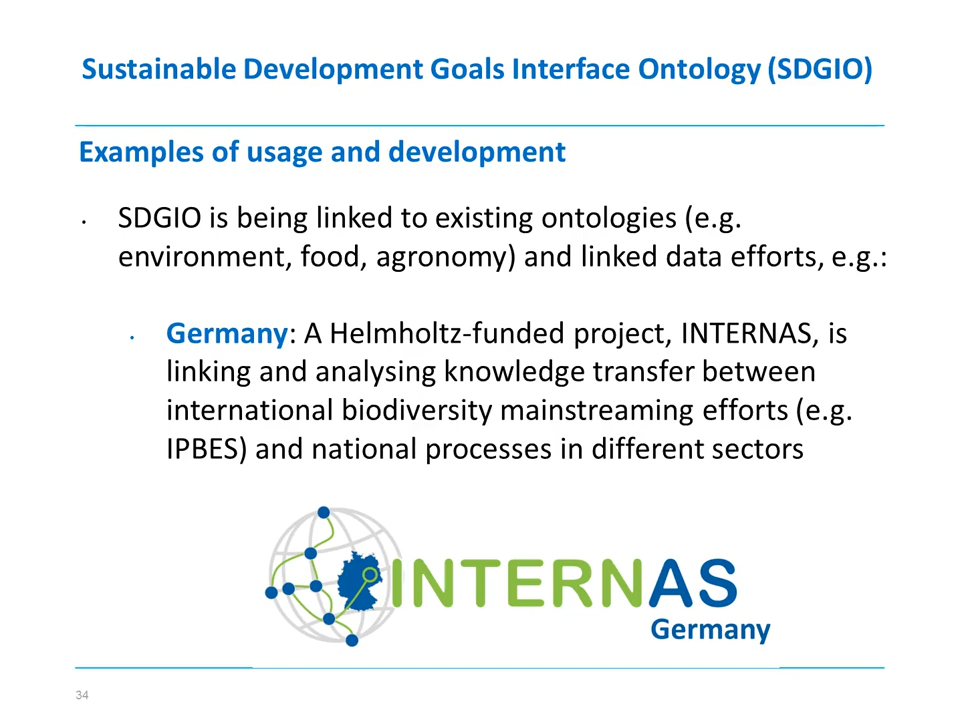 Sustainable Development Goals Interface Ontology (SDGIO)
Examples of usage and development
• SDGIO is being linked to existing ontologies (e.g.
environment, food, agronomy) and linked data efforts, e.g.:
• Germany: A Helmholtz-funded project, INTERNAS, is
linking and analysing knowledge transfer between
international biodiversity mainstreaming efforts (e.g.
IPBES) and national processes in different sectors
INTERNAS
Germany
34